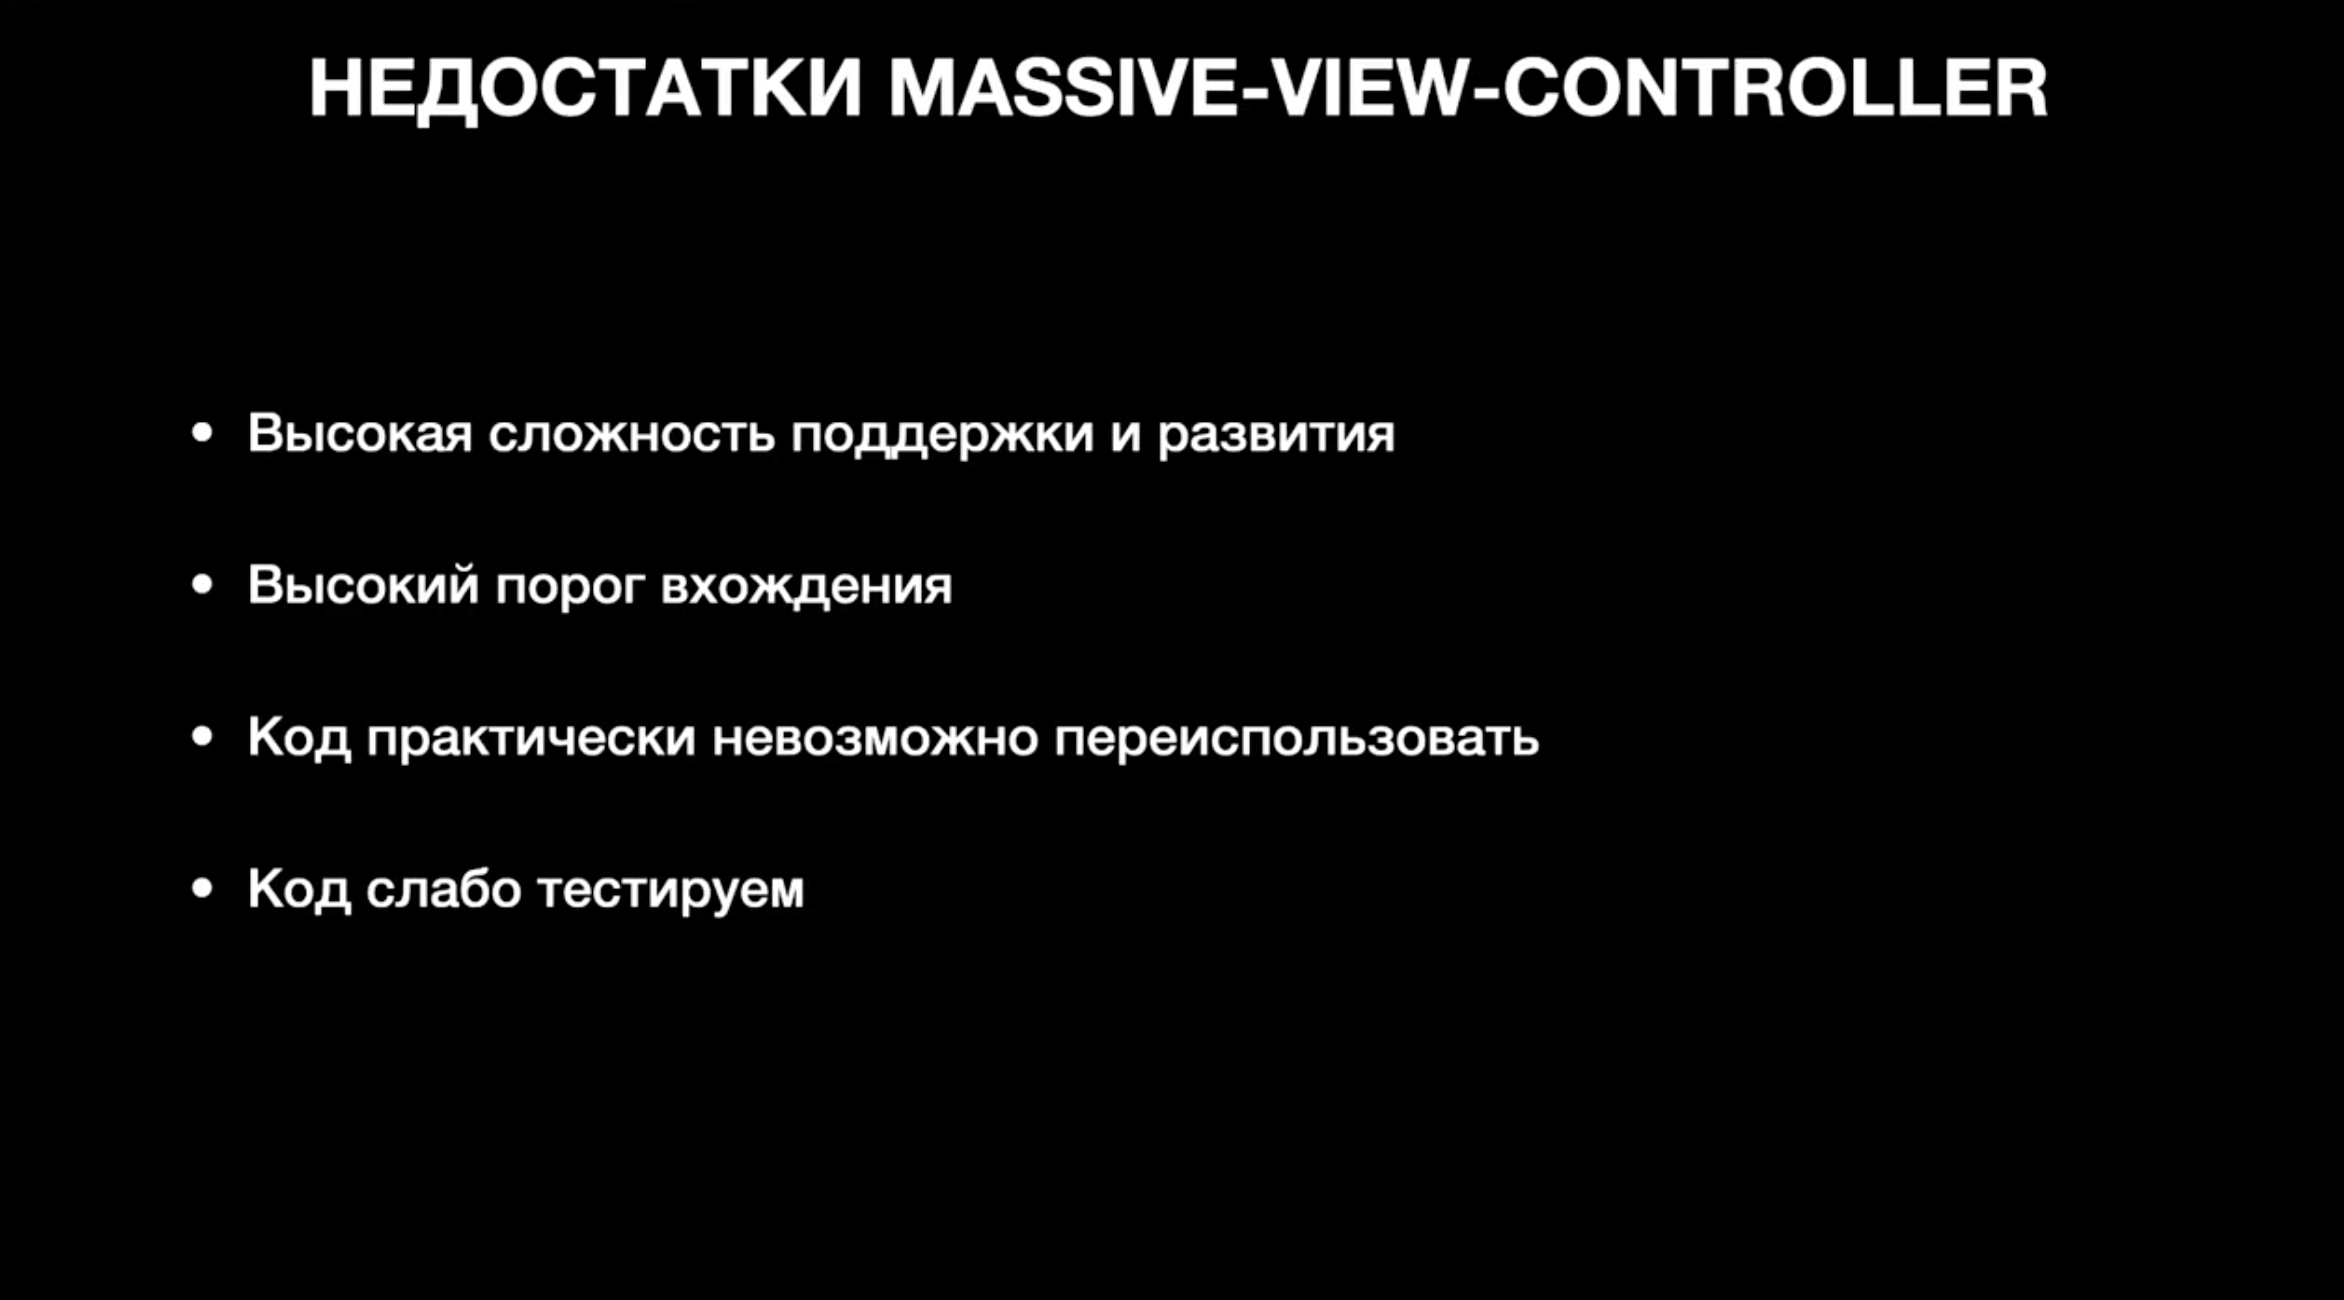 НЕДОСТАТКИ MASSIVE-VIEW-CONTROLLER
• Высокая сложность поддержки и развития
• Высокий порог вхождения
• Код практически невозможно переиспользовать
• Код слабо тестируем